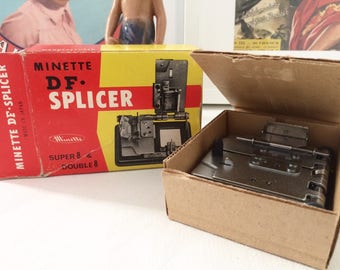 MINETTE
DF·
SPLICER
Minette
SUPER 8 &
DOUBLE 8
MINETTE DF·SPLICER